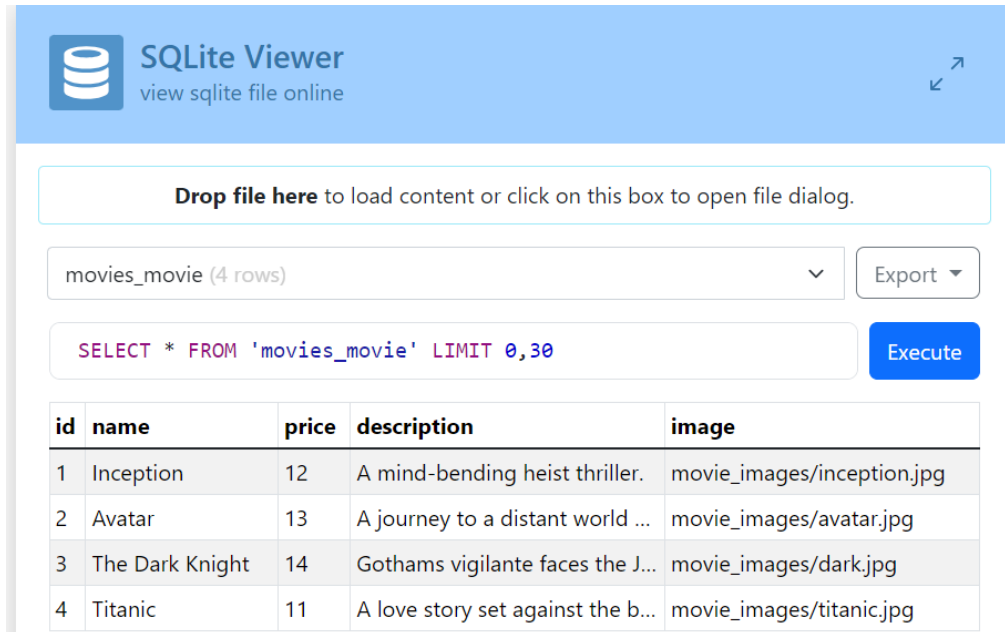 SQLite Viewer
view sqlite file online
Drop file here to load content or click on this box to open file dialog.
movies_movie (4 rows)
Export
SELECT * FROM 'movies_movie' LIMIT 0,30
Execute
id name price description image
1 Inception 12 A mind-bending heist thriller. movie_images/inception.jpg
2 Avatar 13 A journey to a distant world ... movie_images/avatar.jpg
3 The Dark Knight 14 Gothams vigilante faces the J... movie_images/dark.jpg
4 Titanic 11 A love story set against the b... movie_images/titanic.jpg